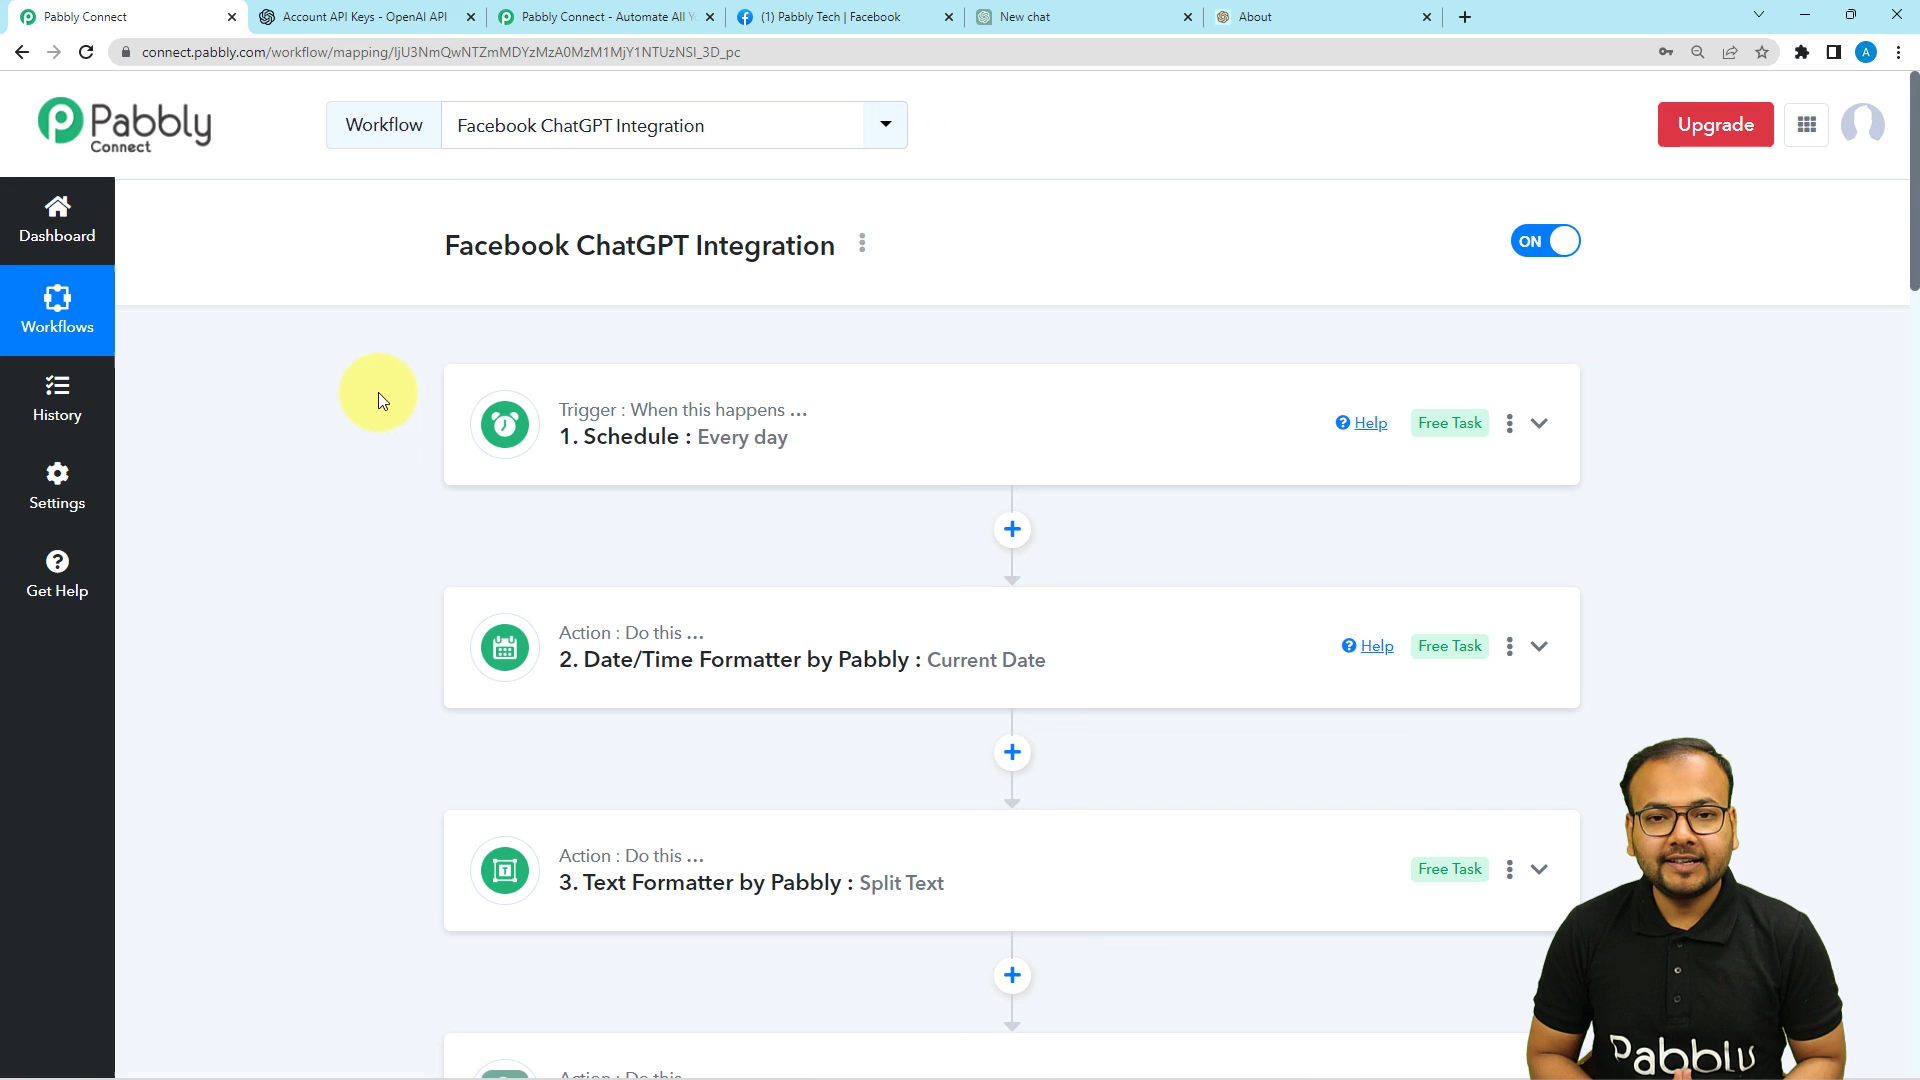 Pabbly Connect
Account API Keys - OpenAI API
Pabbly Connect - Automate All Y
(1) Pabbly Tech | Facebook
New chat
About
connect.pabbly.com/workflow/mapping/IjU3NmQwNTZmMDYzMzA0MzM1MjY1NTUzNSI_3D_pc
A
Pabbly
Connect
Workflow
Facebook ChatGPT Integration
Upgrade
Dashboard
Workflows
History
Settings
Get Help
Facebook ChatGPT Integration
ON
Trigger : When this happens ...
1. Schedule : Every day
Help
Free Task
Action : Do this ...
2. Date/Time Formatter by Pabbly : Current Date
Help
Free Task
Action : Do this ...
3. Text Formatter by Pabbly : Split Text
Free Task
Action : Do this
Pabbly